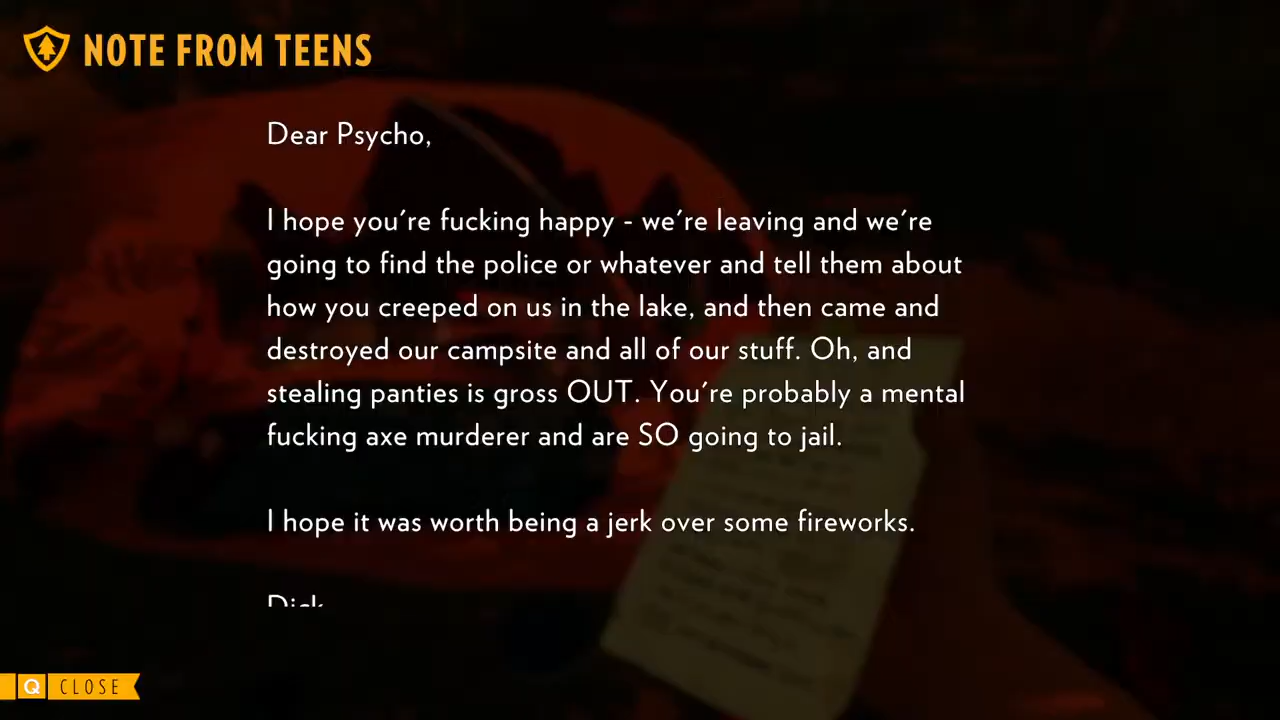 NOTE FROM TEENS
Dear Psycho,
I hope you're fucking happy - we're leaving and we're
going to find the police or whatever and tell them about
how you creeped on us in the lake, and then came and
destroyed our campsite and all of our stuff. Oh, and
stealing panties is gross OUT. You're probably a mental
fucking axe murderer and are SO going to jail.
I hope it was worth being a jerk over some fireworks.
Dick
Q CLOSE